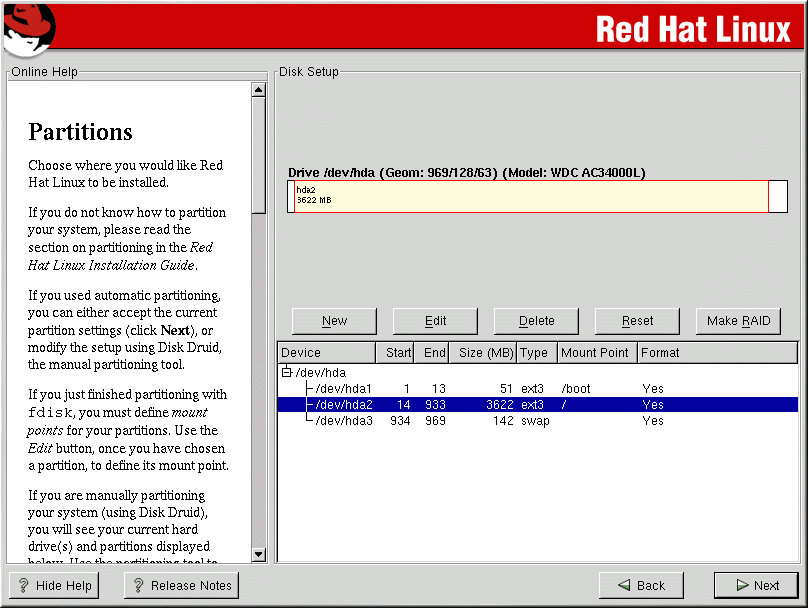 Red Hat Linux
Online Help
Partitions
Choose where you would like Red
Hat Linux to be installed.
If you do not know how to partition
your system, please read the
section on partitioning in the Red
Hat Linux Installation Guide.
If you used automatic partitioning,
you can either accept the current
partition settings (click Next), or
modify the setup using Disk Druid,
the manual partitioning tool.
If you just finished partitioning with
fdisk, you must define mount
points for your partitions. Use the
Edit button, once you have chosen
a partition, to define its mount point.
If you are manually partitioning
your system (using Disk Druid),
you will see your current hard
drive(s) and partitions displayed
below. Use the partitioning tool to
Disk Setup
Drive /dev/hda (Geom: 969/128/63) (Model: WDC AC34000L)
hda2
3622 MB
New Edit Delete Reset Make RAID
Device Start End Size (MB) Type Mount Point Format
/dev/hda
/dev/hda1 1 13 51 ext3 /boot Yes
/dev/hda2 14 933 3622 ext3 / Yes
/dev/hda3 934 969 142 swap Yes
Hide Help Release Notes Back Next